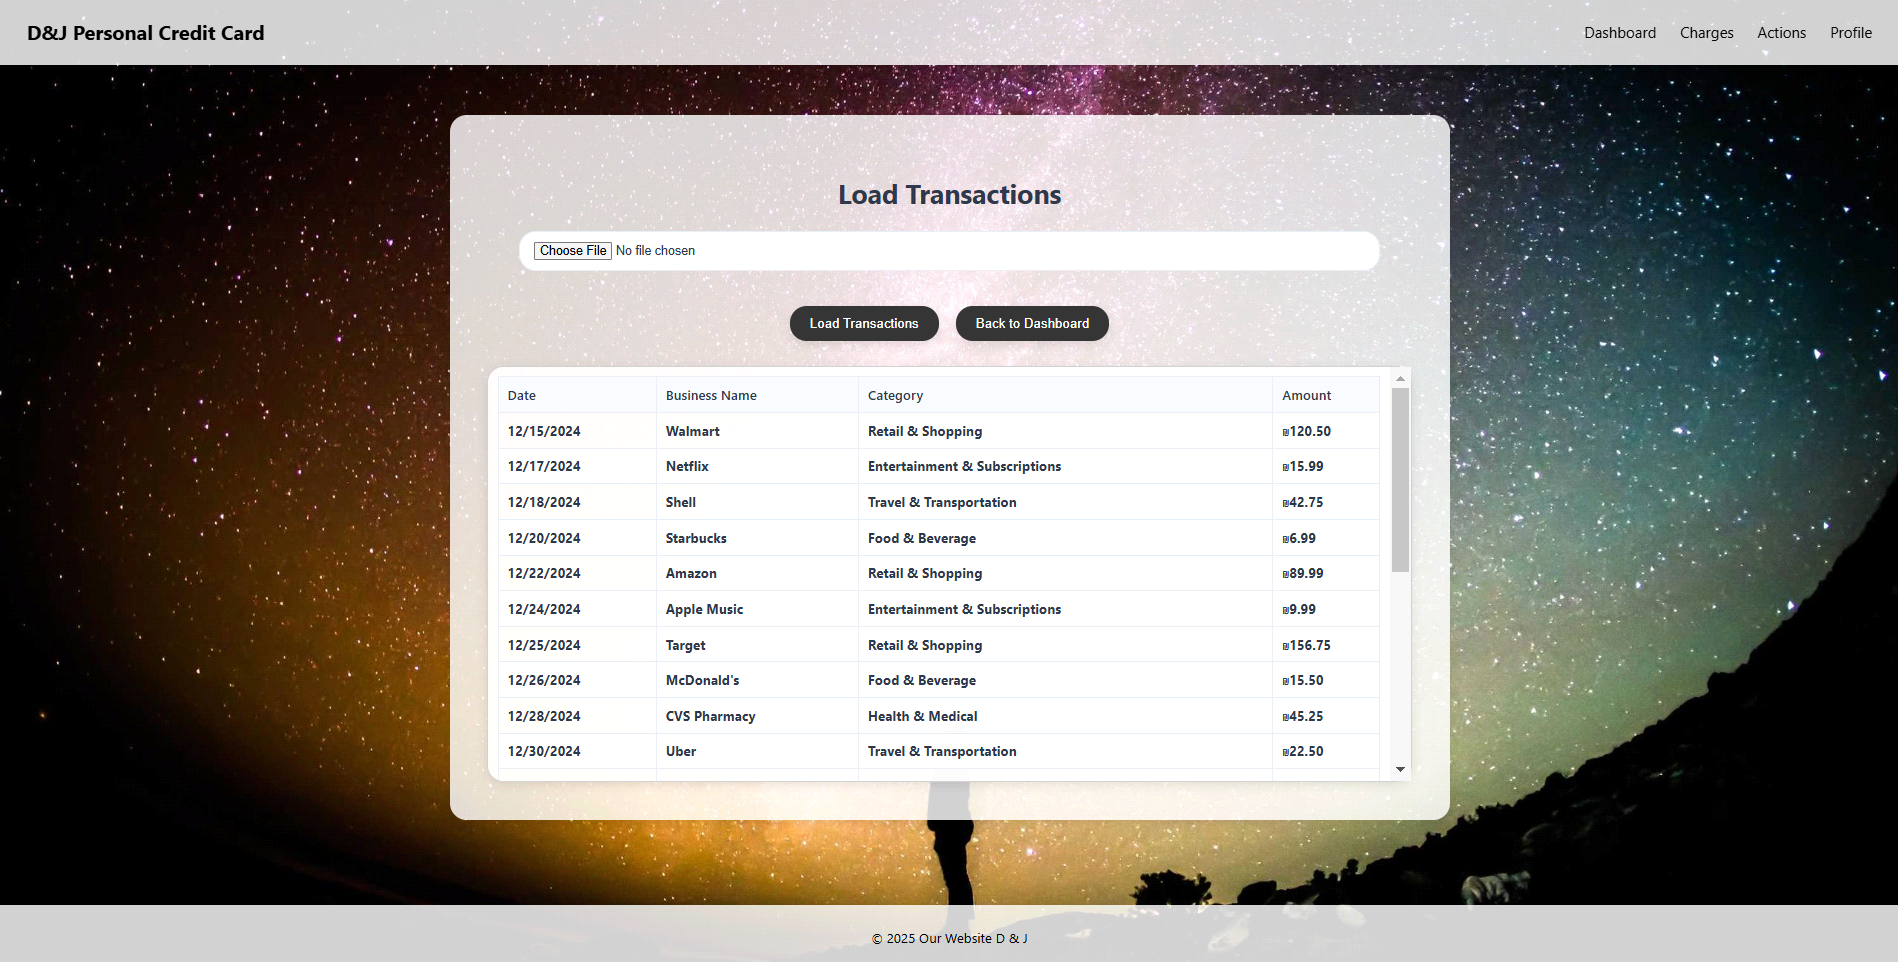 D&J Personal Credit Card
Dashboard Charges Actions Profile
Load Transactions
Choose File No file chosen
Load Transactions Back to Dashboard
Date Business Name Category Amount
12/15/2024 Walmart Retail & Shopping ₪120.50
12/17/2024 Netflix Entertainment & Subscriptions ₪15.99
12/18/2024 Shell Travel & Transportation ₪42.75
12/20/2024 Starbucks Food & Beverage ₪6.99
12/22/2024 Amazon Retail & Shopping ₪89.99
12/24/2024 Apple Music Entertainment & Subscriptions ₪9.99
12/25/2024 Target Retail & Shopping ₪156.75
12/26/2024 McDonald's Food & Beverage ₪15.50
12/28/2024 CVS Pharmacy Health & Medical ₪45.25
12/30/2024 Uber Travel & Transportation ₪22.50
© 2025 Our Website D & J